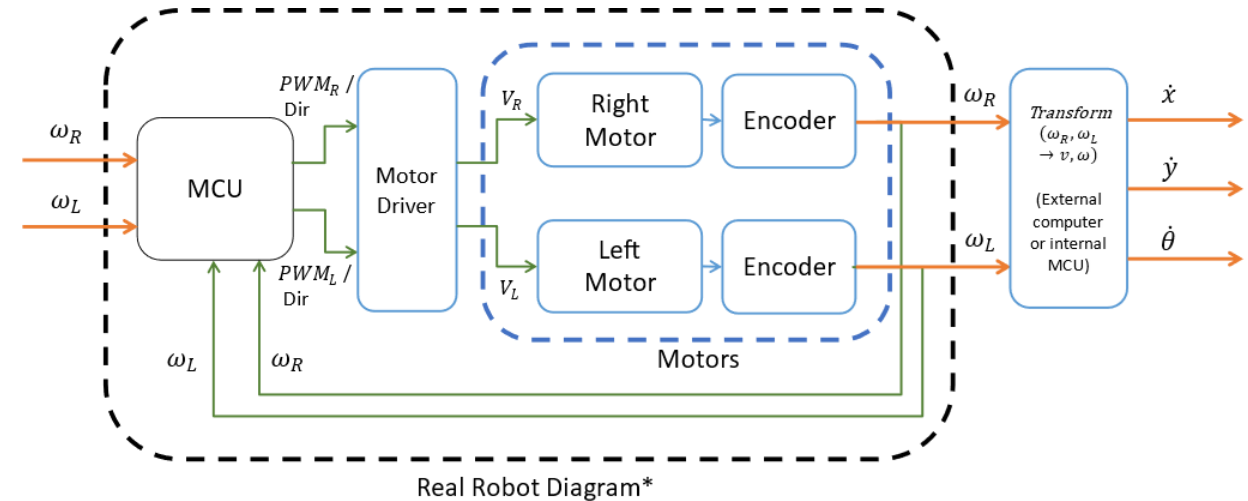 ω_R
ω_L
MCU
PWM_R /
Dir
PWM_L /
Dir
Motor
Driver
V_R
V_L
Right
Motor
Encoder
Left
Motor
Encoder
Motors
ω_L
ω_R
ω_R
ω_L
Transform
(ω_R, ω_L
→ v, ω)
(External
computer
or internal
MCU)
ẋ
ẏ
θ̇
Real Robot Diagram*